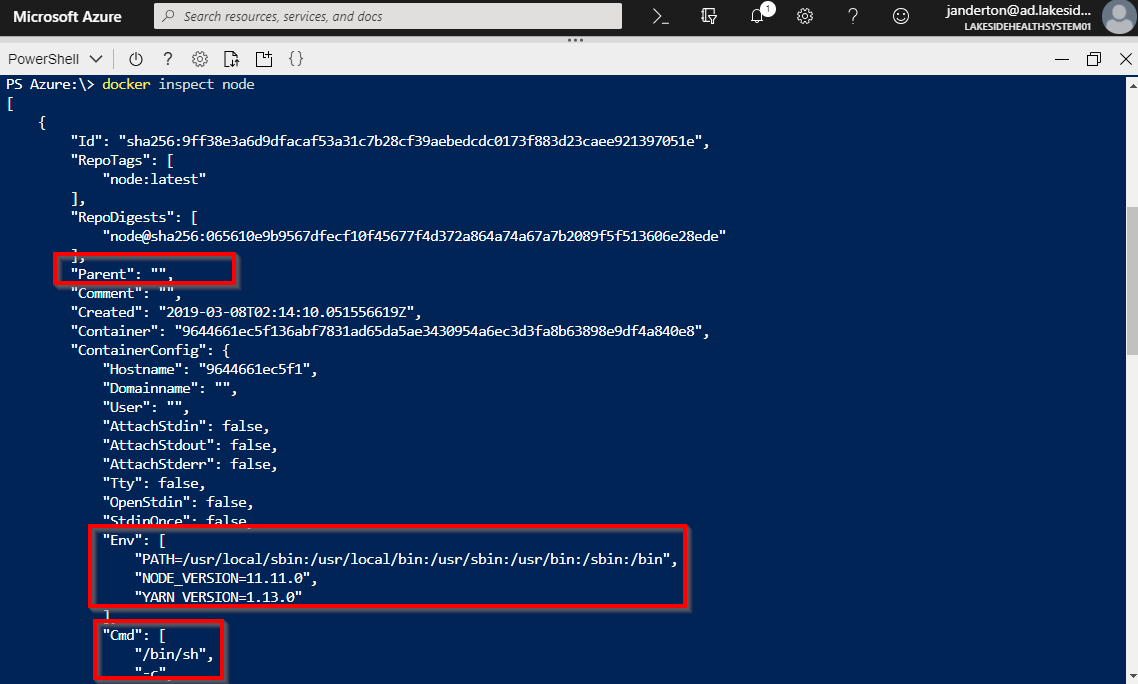 Microsoft Azure
Search resources, services, and docs
1
janderton@ad.lakesid...
LAKESIDEHEALTHSYSTEM01
PowerShell
PS Azure:\> docker inspect node
[
    {
        "Id": "sha256:9ff38e3a6d9dfacaf53a31c7b28cf39aebedcdc0173f883d23caee921397051e",
        "RepoTags": [
            "node:latest"
        ],
        "RepoDigests": [
            "node@sha256:065610e9b9567dfecf10f45677f4d372a864a74a67a7b2089f5f513606e28ede"
        ],
        "Parent": "",
        "Comment": "",
        "Created": "2019-03-08T02:14:10.051556619Z",
        "Container": "9644661ec5f136abf7831ad65da5ae3430954a6ec3d3fa8b63898e9df4a840e8",
        "ContainerConfig": {
            "Hostname": "9644661ec5f1",
            "Domainname": "",
            "User": "",
            "AttachStdin": false,
            "AttachStdout": false,
            "AttachStderr": false,
            "Tty": false,
            "OpenStdin": false,
            "StdinOnce": false,
            "Env": [
                "PATH=/usr/local/sbin:/usr/local/bin:/usr/sbin:/usr/bin:/sbin:/bin",
                "NODE_VERSION=11.11.0",
                "YARN_VERSION=1.13.0"
            ],
            "Cmd": [
                "/bin/sh",
                "-c",